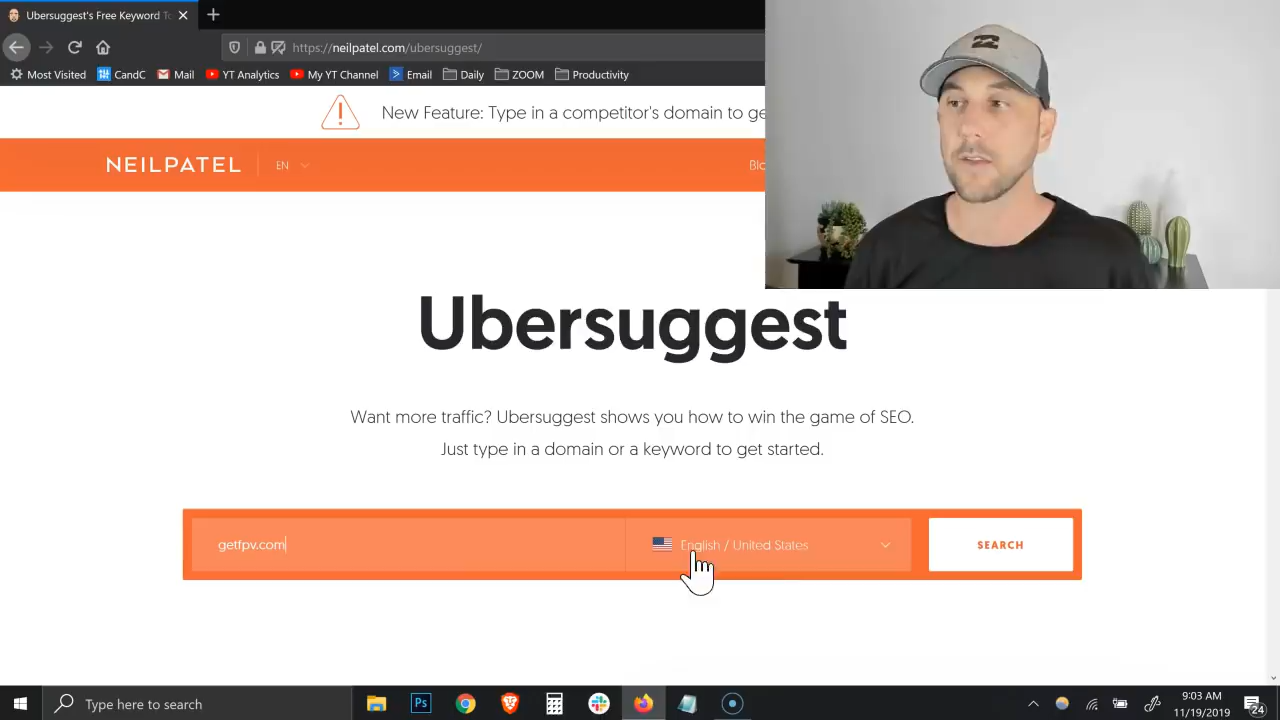 Ubersuggest's Free Keyword To
https://neilpatel.com/ubersuggest/
Most Visited CandC Mail YT Analytics My YT Channel Email Daily ZOOM Productivity
New Feature: Type in a competitor's domain to ge
NEILPATEL EN Blo
Ubersuggest
Want more traffic? Ubersuggest shows you how to win the game of SEO.
Just type in a domain or a keyword to get started.
getfpv.com English / United States SEARCH
Type here to search
Ps
9:03 AM
11/19/2019
24